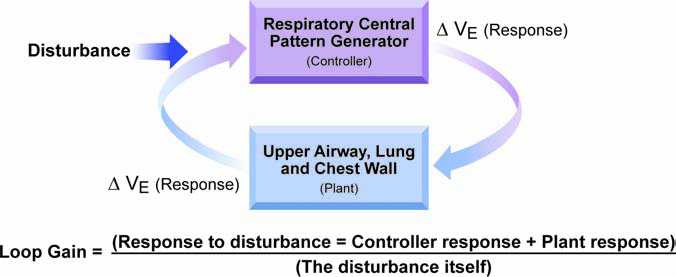 Respiratory Central
Pattern Generator
(Controller)
Δ VE (Response)
Disturbance
Upper Airway, Lung
and Chest Wall
(Plant)
Δ VE (Response)
Loop Gain = (Response to disturbance = Controller response + Plant response)
(The disturbance itself)